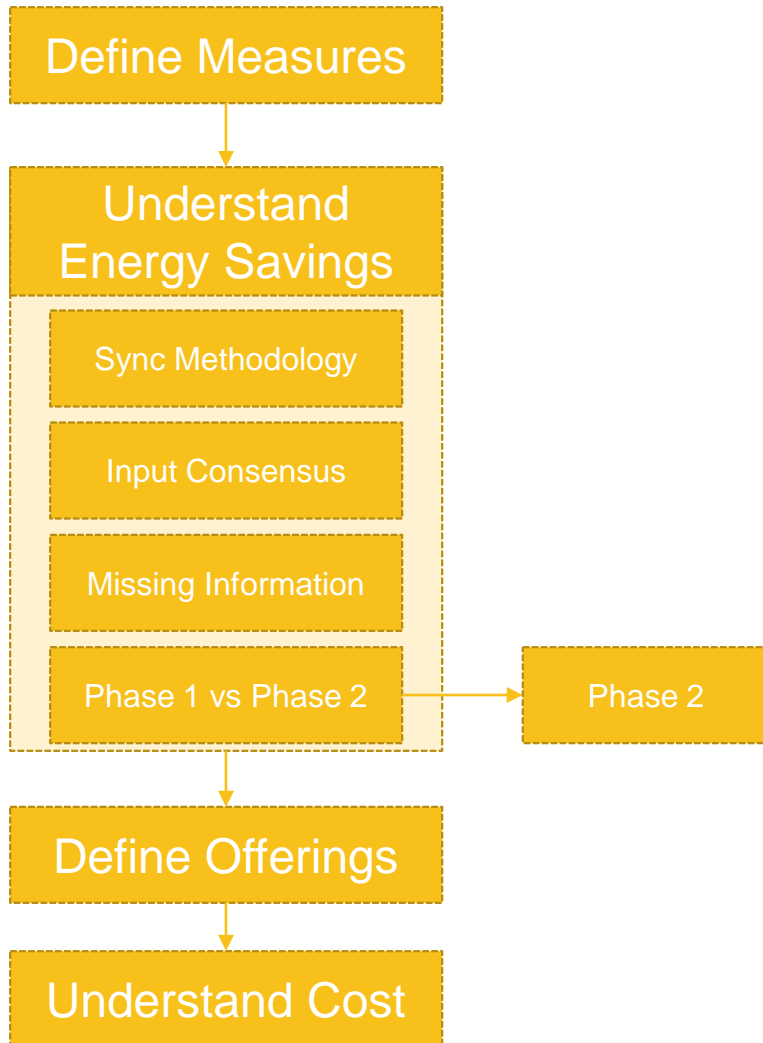 Define Measures
Understand
Energy Savings
Sync Methodology
Input Consensus
Missing Information
Phase 1 vs Phase 2
Phase 2
Define Offerings
Understand Cost